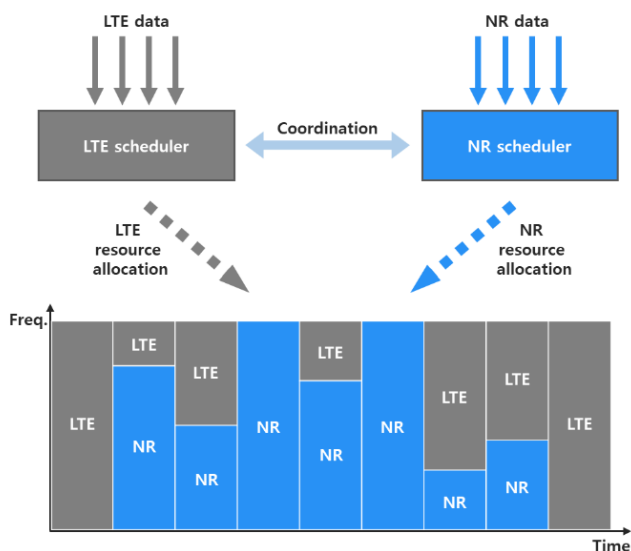 LTE data
NR data
LTE scheduler
Coordination
NR scheduler
LTE
resource
allocation
NR
resource
allocation
Freq.
LTE
LTE
NR
LTE
NR
NR
LTE
NR
NR
LTE
NR
LTE
NR
LTE
Time